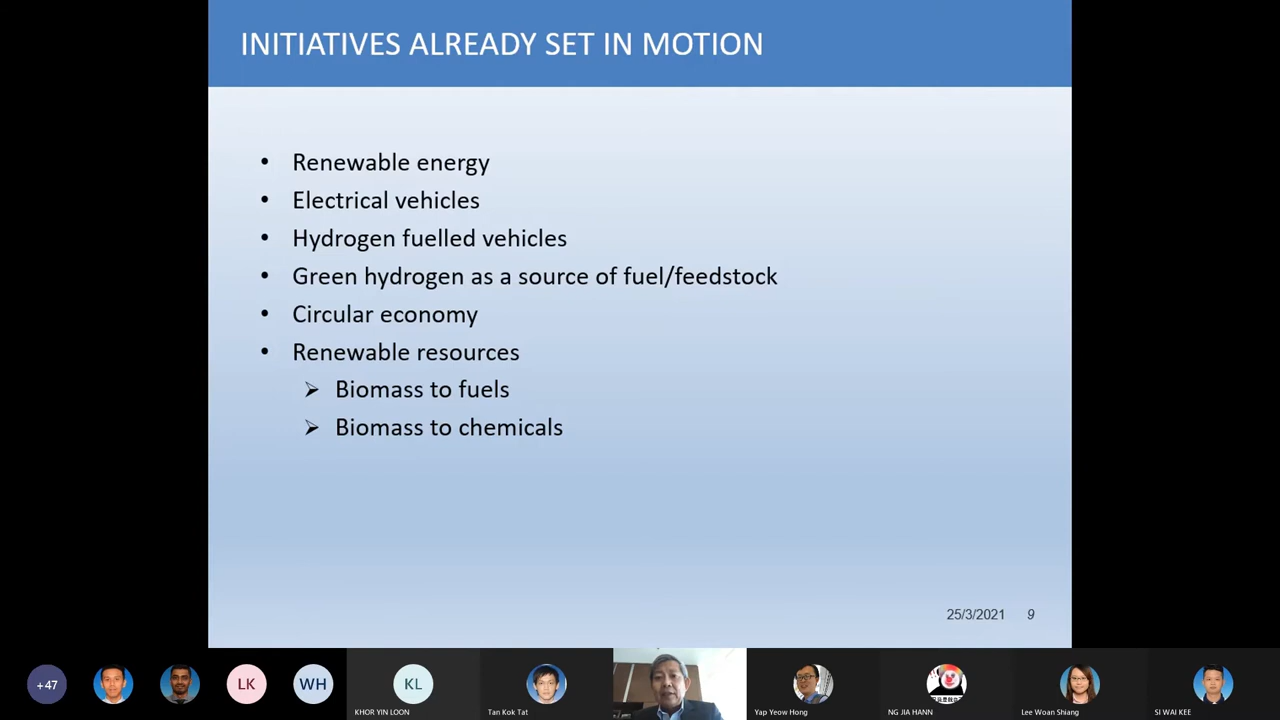 INITIATIVES ALREADY SET IN MOTION
• Renewable energy
• Electrical vehicles
• Hydrogen fuelled vehicles
• Green hydrogen as a source of fuel/feedstock
• Circular economy
• Renewable resources
➢ Biomass to fuels
➢ Biomass to chemicals
25/3/2021 9
+47 LK WH KL
KHOR YIN LOON Tan Kok Tat Yap Yeow Hong NG JIA HANN Lee Woan Shiang SI WAI KEE